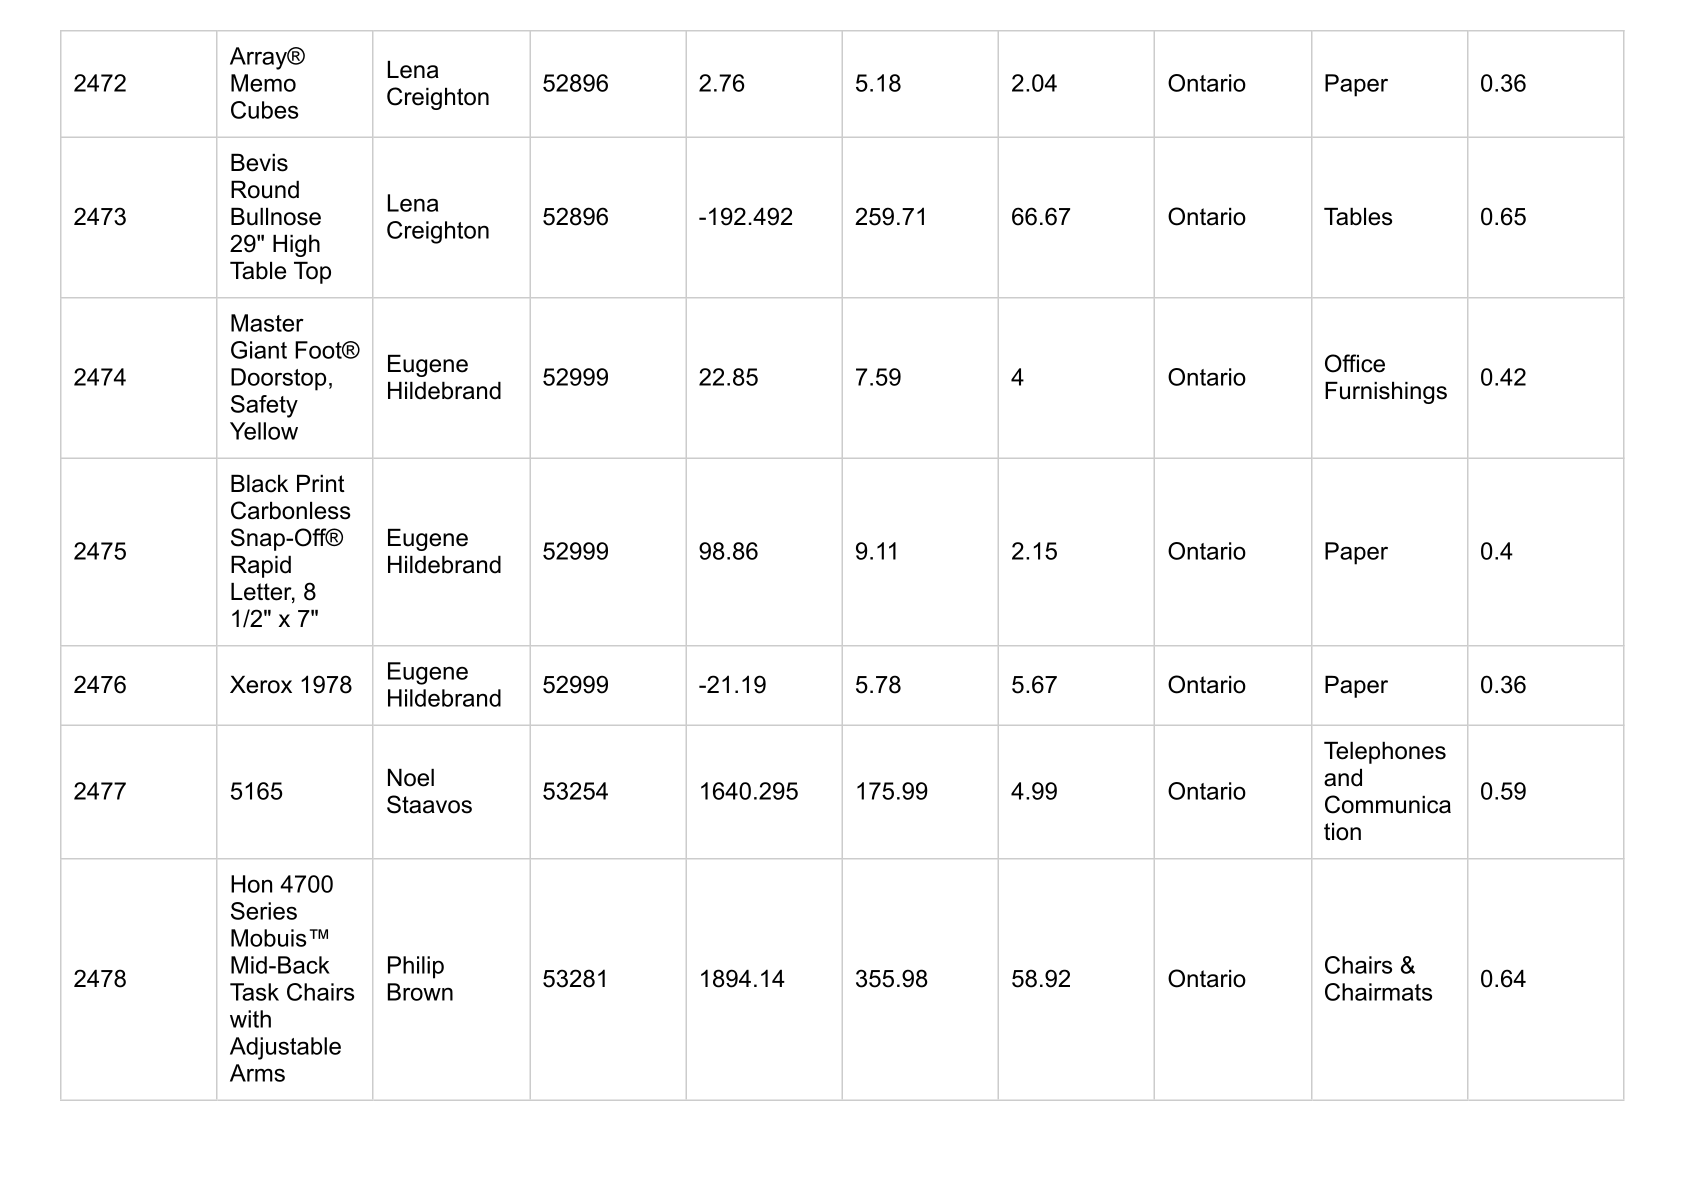 2472
Array®
Memo
Cubes
Lena
Creighton
52896
2.76
5.18
2.04
Ontario
Paper
0.36
2473
Bevis
Round
Bullnose
29" High
Table Top
Lena
Creighton
52896
-192.492
259.71
66.67
Ontario
Tables
0.65
2474
Master
Giant Foot®
Doorstop,
Safety
Yellow
Eugene
Hildebrand
52999
22.85
7.59
4
Ontario
Office
Furnishings
0.42
2475
Black Print
Carbonless
Snap-Off®
Rapid
Letter, 8
1/2" x 7"
Eugene
Hildebrand
52999
98.86
9.11
2.15
Ontario
Paper
0.4
2476
Xerox 1978
Eugene
Hildebrand
52999
-21.19
5.78
5.67
Ontario
Paper
0.36
2477
5165
Noel
Staavos
53254
1640.295
175.99
4.99
Ontario
Telephones
and
Communica
tion
0.59
2478
Hon 4700
Series
Mobuis™
Mid-Back
Task Chairs
with
Adjustable
Arms
Philip
Brown
53281
1894.14
355.98
58.92
Ontario
Chairs &
Chairmats
0.64